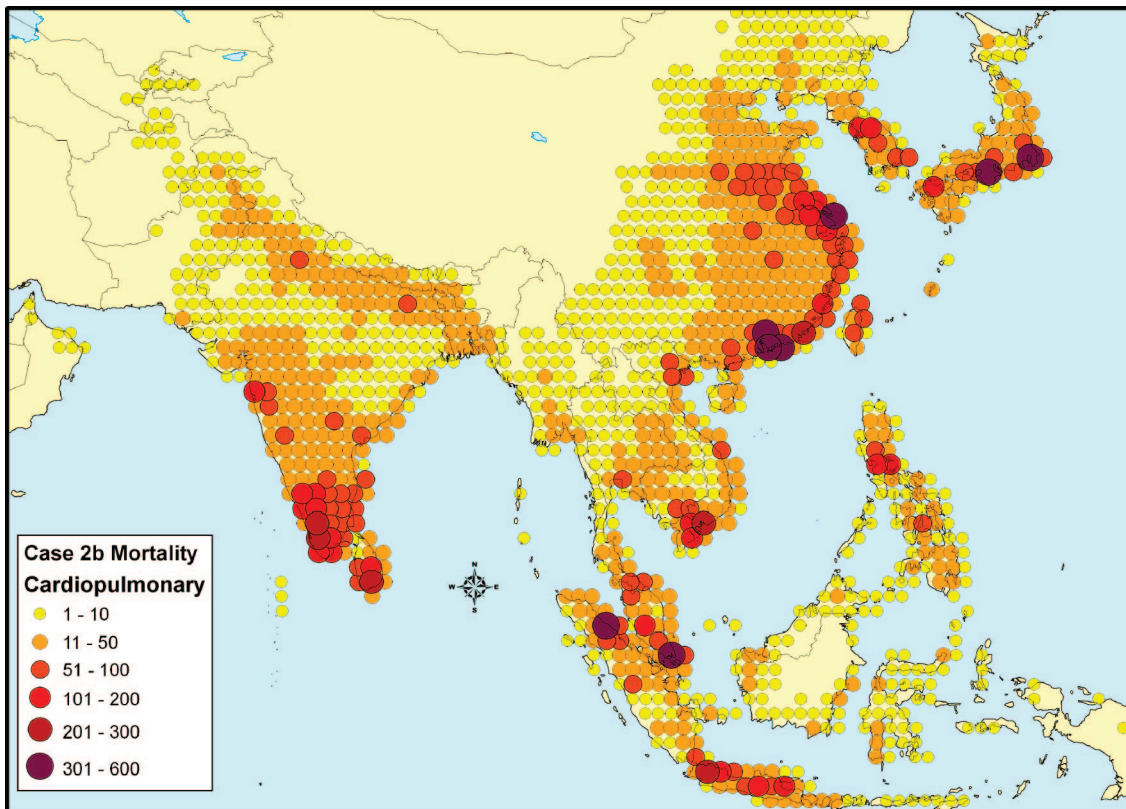 Case 2b Mortality
Cardiopulmonary
1 - 10
11 - 50
51 - 100
101 - 200
201 - 300
301 - 600
N
W E
S